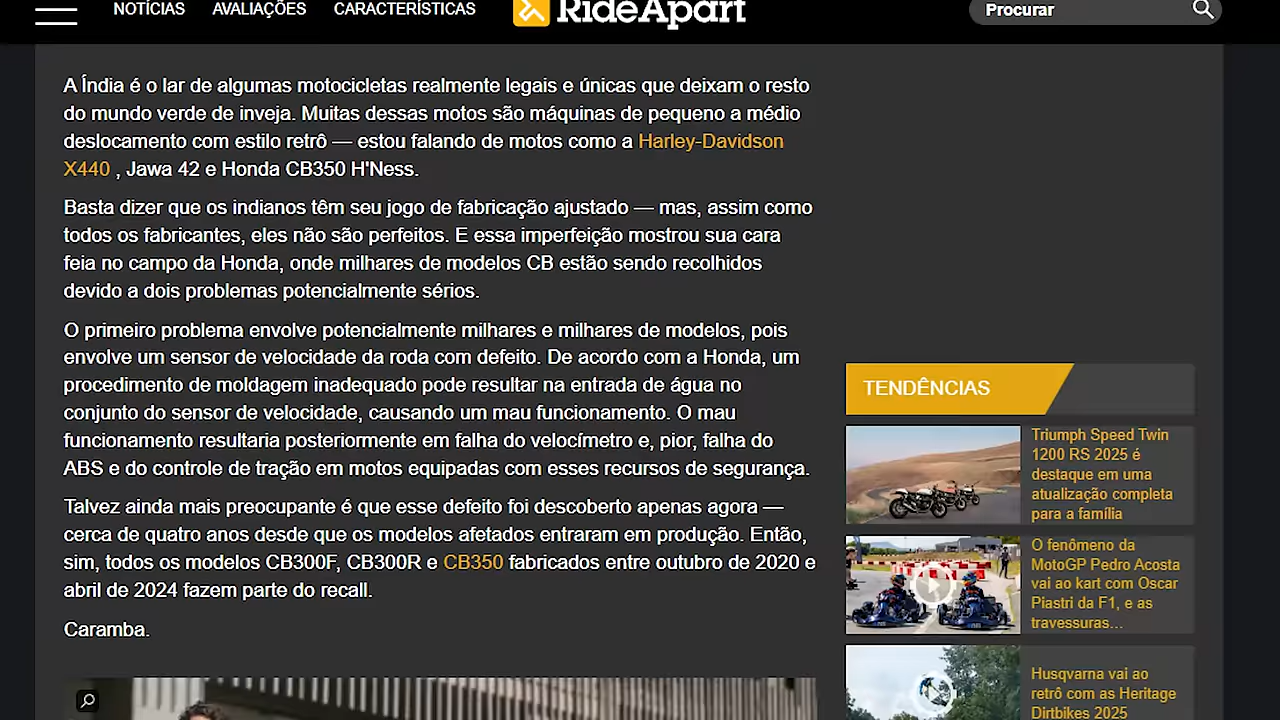 NOTÍCIAS AVALIAÇÕES CARACTERÍSTICAS RideApart Procurar
A Índia é o lar de algumas motocicletas realmente legais e únicas que deixam o resto
do mundo verde de inveja. Muitas dessas motos são máquinas de pequeno a médio
deslocamento com estilo retrô — estou falando de motos como a Harley-Davidson
X440 , Jawa 42 e Honda CB350 H'Ness.
Basta dizer que os indianos têm seu jogo de fabricação ajustado — mas, assim como
todos os fabricantes, eles não são perfeitos. E essa imperfeição mostrou sua cara
feia no campo da Honda, onde milhares de modelos CB estão sendo recolhidos
devido a dois problemas potencialmente sérios.
O primeiro problema envolve potencialmente milhares e milhares de modelos, pois
envolve um sensor de velocidade da roda com defeito. De acordo com a Honda, um
procedimento de moldagem inadequado pode resultar na entrada de água no
conjunto do sensor de velocidade, causando um mau funcionamento. O mau
funcionamento resultaria posteriormente em falha do velocímetro e, pior, falha do
ABS e do controle de tração em motos equipadas com esses recursos de segurança.
Talvez ainda mais preocupante é que esse defeito foi descoberto apenas agora —
cerca de quatro anos desde que os modelos afetados entraram em produção. Então,
sim, todos os modelos CB300F, CB300R e CB350 fabricados entre outubro de 2020 e
abril de 2024 fazem parte do recall.
Caramba.
TENDÊNCIAS
Triumph Speed Twin
1200 RS 2025 é
destaque em uma
atualização completa
para a família
O fenômeno da
MotoGP Pedro Acosta
vai ao kart com Oscar
Piastri da F1, e as
travessuras...
Husqvarna vai ao
retrô com as Heritage
Dirtbikes 2025